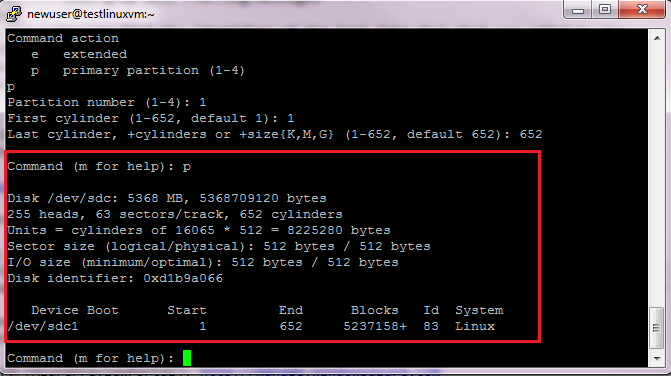 newuser@testlinuxvm:~
Command action
e   extended
p   primary partition (1-4)
p
Partition number (1-4): 1
First cylinder (1-652, default 1): 1
Last cylinder, +cylinders or +size{K,M,G} (1-652, default 652): 652
Command (m for help): p
Disk /dev/sdc: 5368 MB, 5368709120 bytes
255 heads, 63 sectors/track, 652 cylinders
Units = cylinders of 16065 * 512 = 8225280 bytes
Sector size (logical/physical): 512 bytes / 512 bytes
I/O size (minimum/optimal): 512 bytes / 512 bytes
Disk identifier: 0xd1b9a066
Device Boot      Start         End      Blocks   Id  System
/dev/sdc1               1         652     5237158+  83  Linux
Command (m for help):